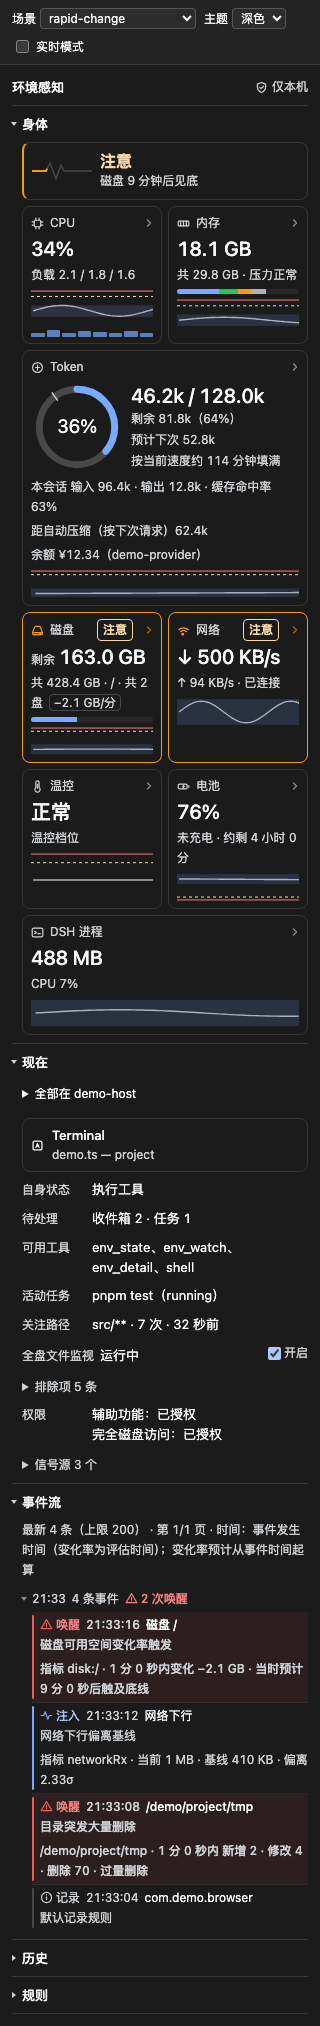 场景 rapid-change 主题 深色
实时模式
环境感知 仅本机
身体
注意
磁盘 9 分钟后见底
CPU
34%
负载 2.1 / 1.8 / 1.6
内存
18.1 GB
共 29.8 GB · 压力正常
Token
36%
46.2k / 128.0k
剩余 81.8k（64%）
预计下次 52.8k
按当前速度约 114 分钟填满
本会话 输入 96.4k · 输出 12.8k · 缓存命中率
63%
距自动压缩（按下次请求）62.4k
余额 ¥12.34（demo-provider）
磁盘 注意
剩余 163.0 GB
共 428.4 GB · / · 共 2
盘 −2.1 GB/分
网络 注意
↓ 500 KB/s
↑ 94 KB/s · 已连接
温控
正常
温控档位
电池
76%
未充电 · 约剩 4 小时 0
分
DSH 进程
488 MB
CPU 7%
现在
全部在 demo-host
Terminal
demo.ts — project
自身状态 执行工具
待处理 收件箱 2 · 任务 1
可用工具 env_state、env_watch、
env_detail、shell
活动任务 pnpm test（running）
关注路径 src/** · 7 次 · 32 秒前
全盘文件监视 运行中 开启
排除项 5 条
权限 辅助功能：已授权
完全磁盘访问：已授权
信号源 3 个
事件流
最新 4 条（上限 200） · 第 1/1 页 · 时间：事件发生
时间（变化率为评估时间）；变化率预计从事件时间起
算
21:33 4 条事件 2 次唤醒
唤醒 21:33:16 磁盘 /
磁盘可用空间变化率触发
指标 disk:/ · 1 分 0 秒内变化 −2.1 GB · 当时预计
9 分 0 秒后触及底线
注入 21:33:12 网络下行
网络下行偏离基线
指标 networkRx · 当前 1 MB · 基线 410 KB · 偏离
2.33σ
唤醒 21:33:08 /demo/project/tmp
目录突发大量删除
/demo/project/tmp · 1 分 0 秒内 新增 2 · 修改 4
· 删除 70 · 过量删除
记录 21:33:04 com.demo.browser
默认记录规则
历史
规则